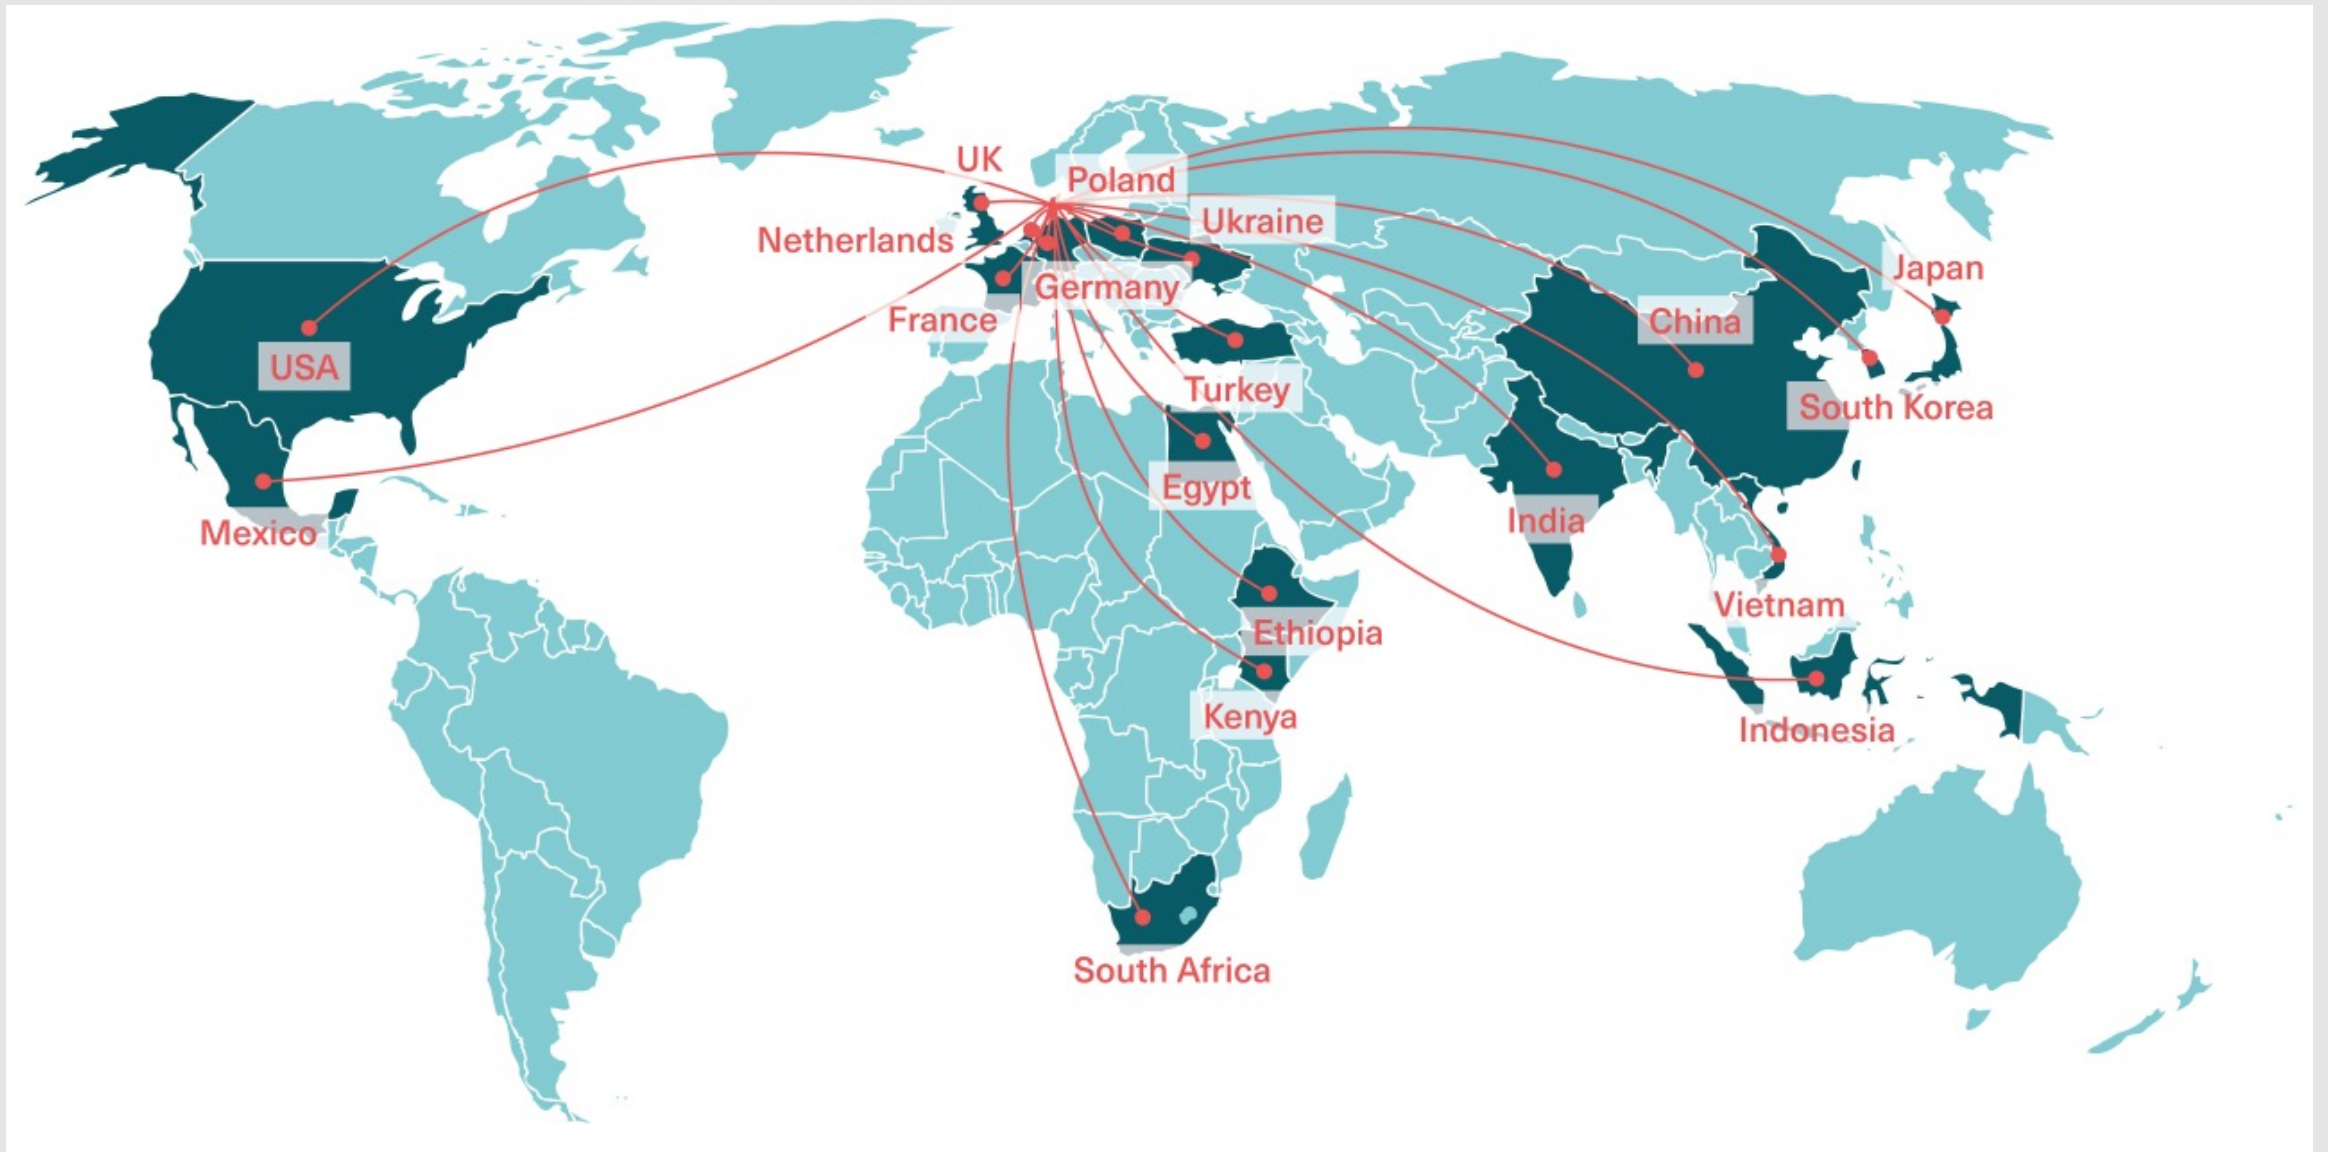 UK
Poland
Ukraine
Netherlands
Germany
France
USA
Mexico
Turkey
Egypt
Ethiopia
Kenya
South Africa
Japan
China
South Korea
India
Vietnam
Indonesia